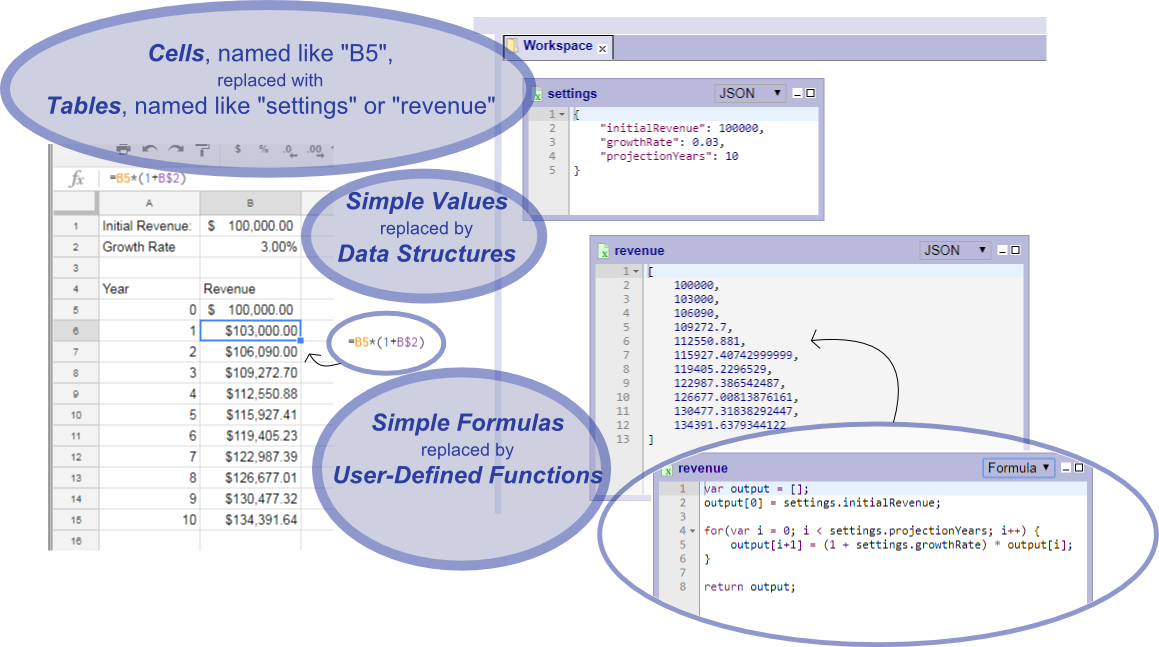 Cells, named like "B5",
replaced with
Tables, named like "settings" or "revenue"
$ % .0 .00
fx =B5*(1+B$2)
A B
1 Initial Revenue: $ 100,000.00
2 Growth Rate 3.00%
3
4 Year Revenue
5 0 $ 100,000.00
6 1 $103,000.00
7 2 $106,090.00
8 3 $109,272.70
9 4 $112,550.88
10 5 $115,927.41
11 6 $119,405.23
12 7 $122,987.39
13 8 $126,677.01
14 9 $130,477.32
15 10 $134,391.64
16
Simple Values
replaced by
Data Structures
=B5*(1+B$2)
Simple Formulas
replaced by
User-Defined Functions
Workspace x
settings JSON ▼
1 {
2 "initialRevenue": 100000,
3 "growthRate": 0.03,
4 "projectionYears": 10
5 }
revenue JSON ▼
1 [
2 100000,
3 103000,
4 106090,
5 109272.7,
6 112550.881,
7 115927.40742999999,
8 119405.2296529,
9 122987.386542487,
10 126677.00813876161,
11 130477.31838292447,
12 134391.6379344122
13 ]
revenue Formula ▼
1 var output = [];
2 output[0] = settings.initialRevenue;
3
4 for(var i = 0; i < settings.projectionYears; i++) {
5 output[i+1] = (1 + settings.growthRate) * output[i];
6 }
7
8 return output;